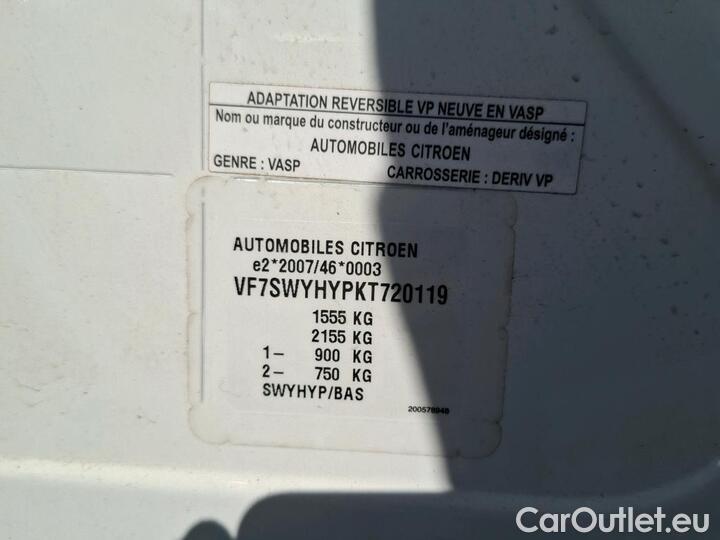 ADAPTATION REVERSIBLE VP NEUVE EN VASP
Nom ou marque du constructeur ou de l'aménageur désigné :
AUTOMOBILES CITROEN
GENRE : VASP CARROSSERIE : DERIV VP
AUTOMOBILES CITROEN
e2*2007/46*0003
VF7SWYHYPKT720119
1555 KG
2155 KG
1- 900 KG
2- 750 KG
SWYHYP/BAS
200578948
CarOutlet.eu